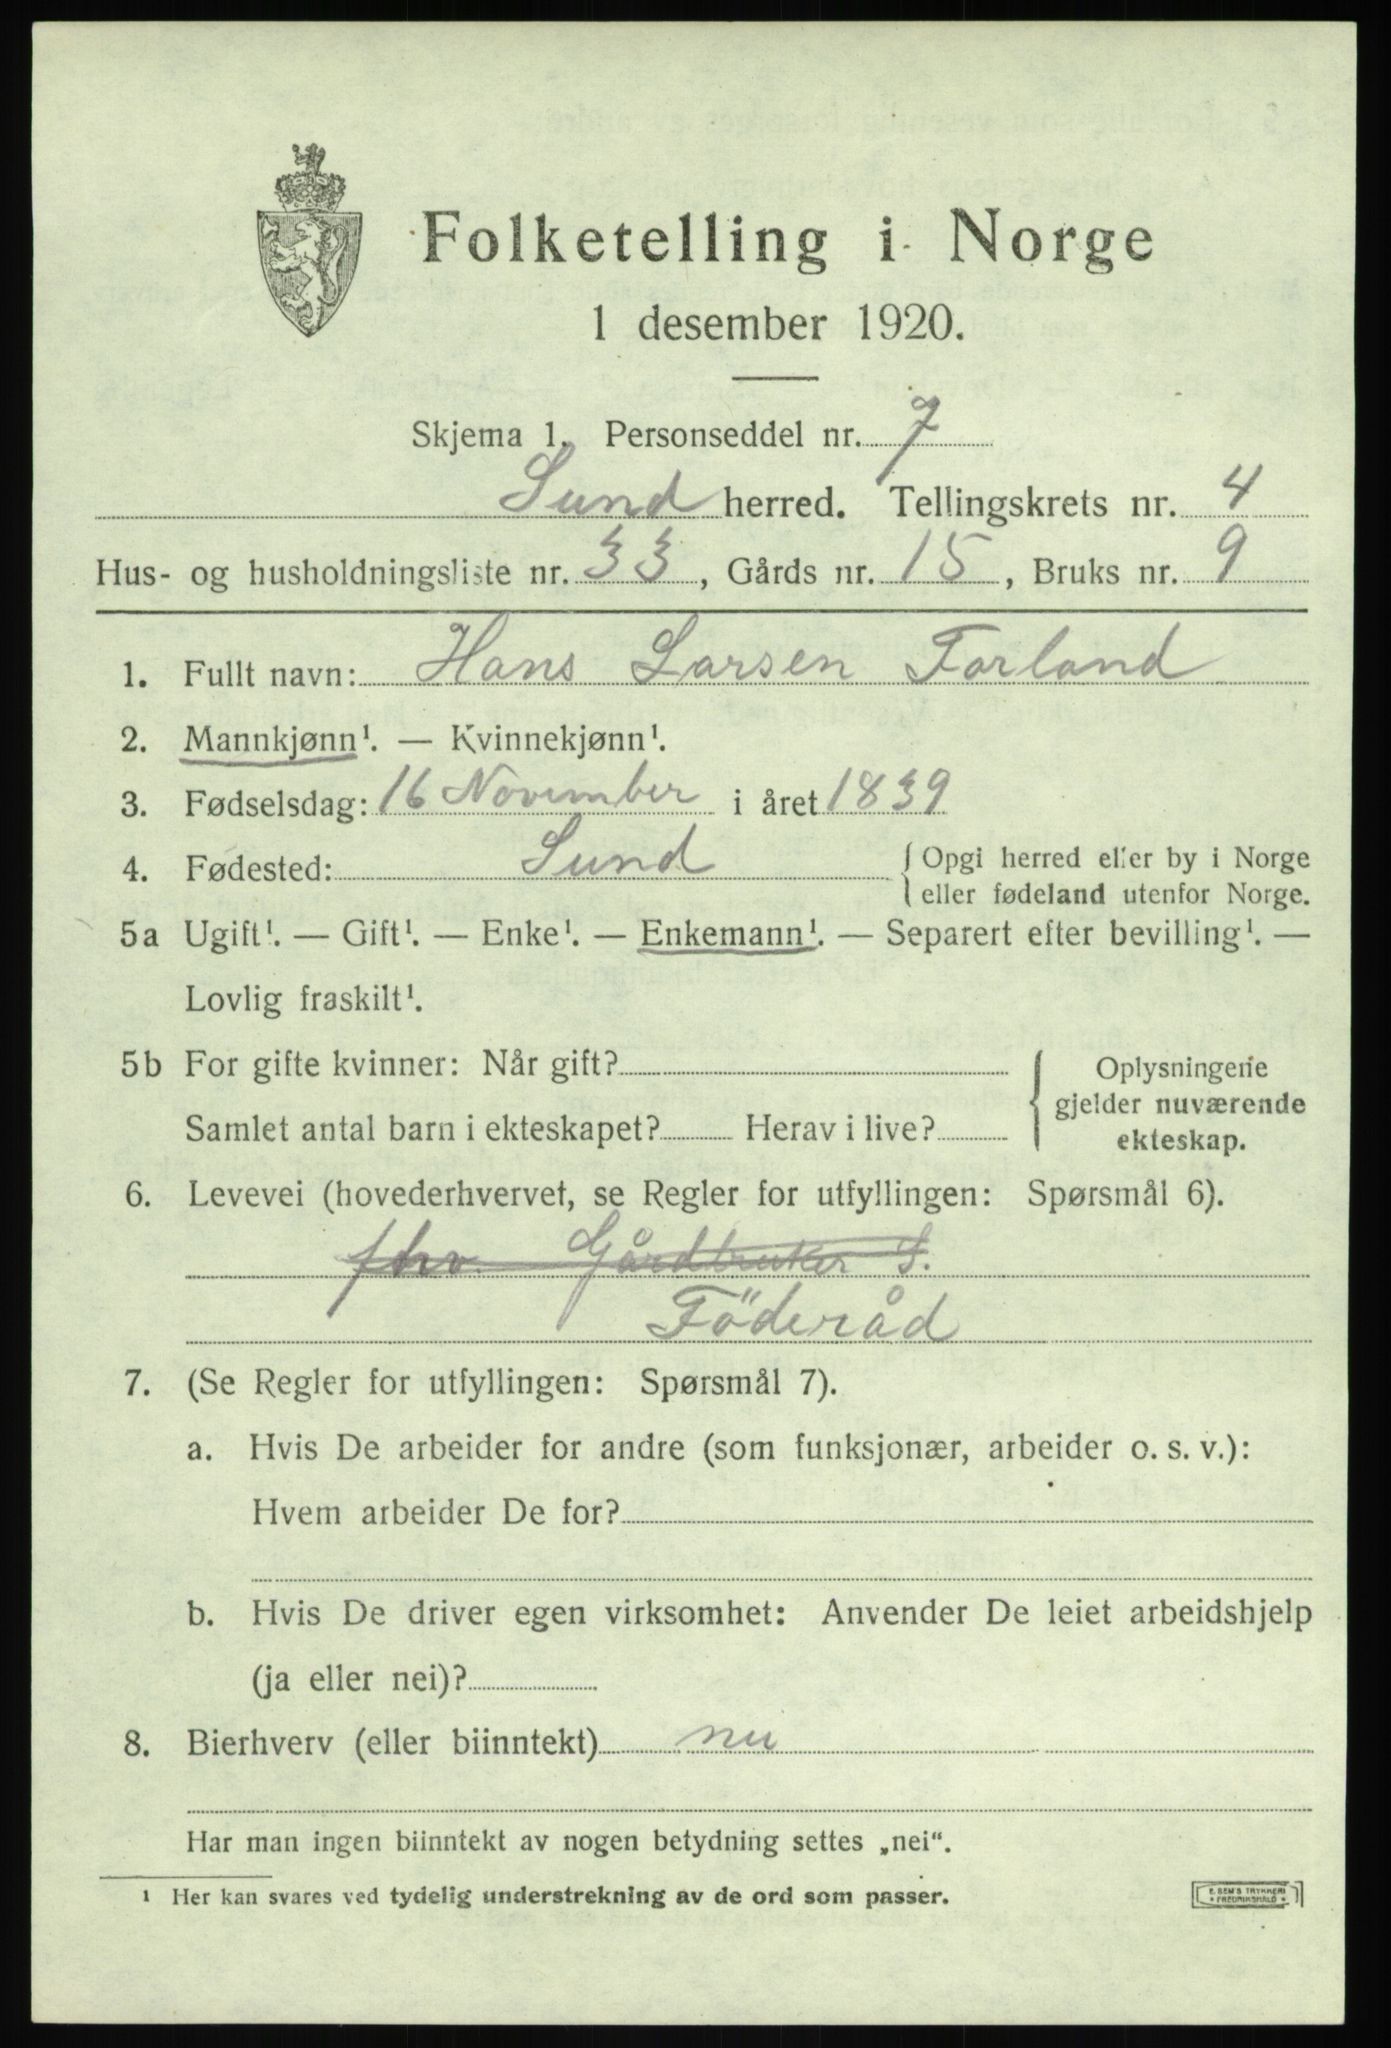 Folketelling i Norge
1 desember 1920.
Skjema 1. Personseddel nr. 7
Sund herred. Tellingskrets nr. 4
Hus- og husholdningsliste nr. 33, Gårds nr. 15, Bruks nr. 9
1. Fullt navn: Hans Larsen Forland
2. Mannkjønn¹. — Kvinnekjønn¹.
3. Fødselsdag: 16 November i året 1839
4. Fødested: Sund { Opgi herred eller by i Norge
eller fødeland utenfor Norge.
5a Ugift¹. — Gift¹. — Enke¹. — Enkemann¹. — Separert efter bevilling¹. —
Lovlig fraskilt¹.
5b For gifte kvinner: Når gift?
Samlet antal barn i ekteskapet? Herav i live?
{ Oplysningene
gjelder nuværende
ekteskap.
6. Levevei (hovederhvervet, se Regler for utfyllingen: Spørsmål 6).
fhv. Gårdbruker S.
Föderåd
7. (Se Regler for utfyllingen: Spørsmål 7).
a. Hvis De arbeider for andre (som funksjonær, arbeider o. s. v.):
Hvem arbeider De for?
b. Hvis De driver egen virksomhet: Anvender De leiet arbeidshjelp
(ja eller nei)?
8. Bierhverv (eller biinntekt) nei
Har man ingen biinntekt av nogen betydning settes „nei“.
¹ Her kan svares ved tydelig understrekning av de ord som passer.
E. SEM'S TRYKKERI
FREDRIKSHALD